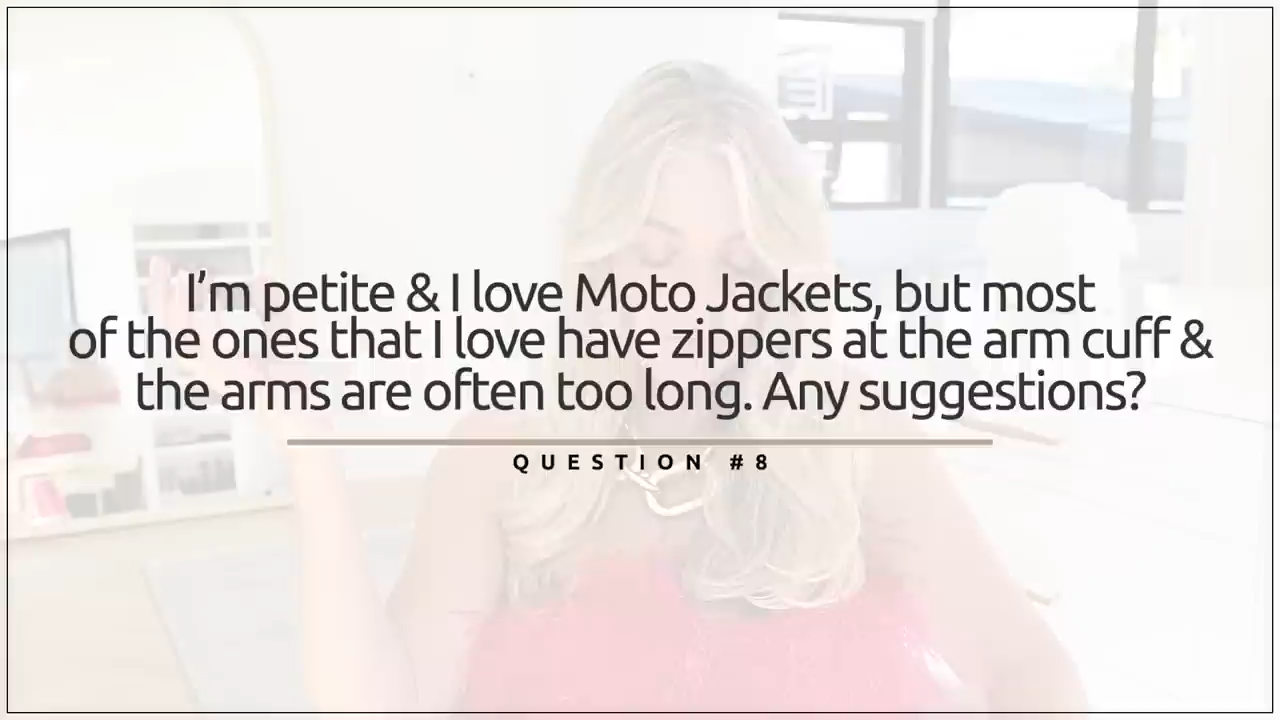 I’m petite & I love Moto Jackets, but most
of the ones that I love have zippers at the arm cuff &
the arms are often too long. Any suggestions?
QUESTION #8